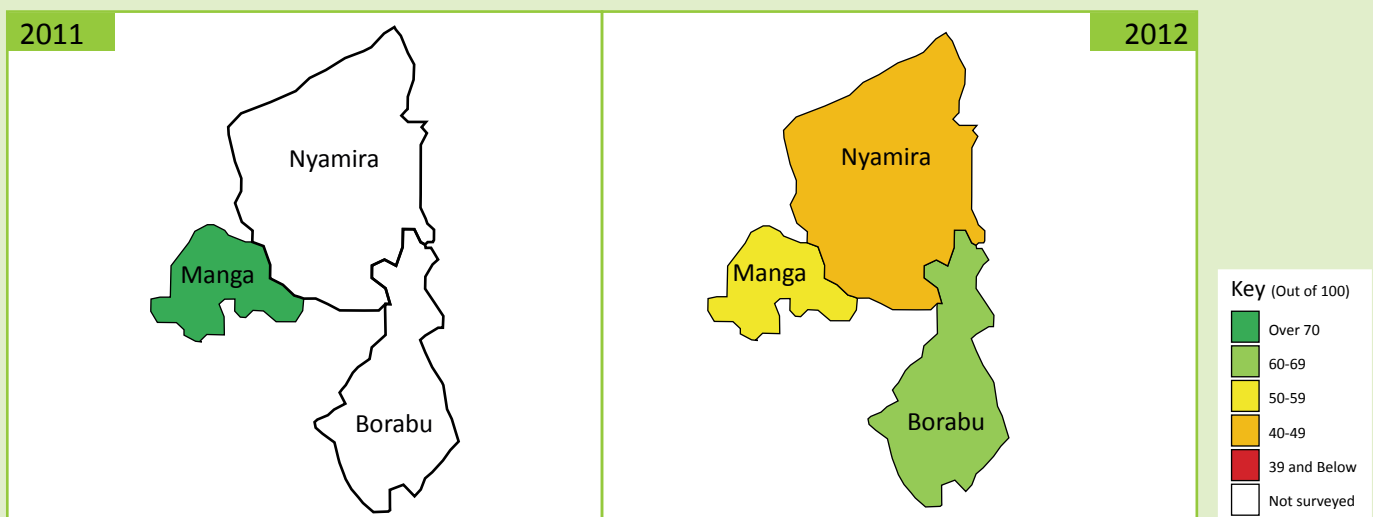 2011
Nyamira
Manga
Borabu
2012
Nyamira
Manga
Borabu
Key (Out of 100)
Over 70
60-69
50-59
40-49
39 and Below
Not surveyed